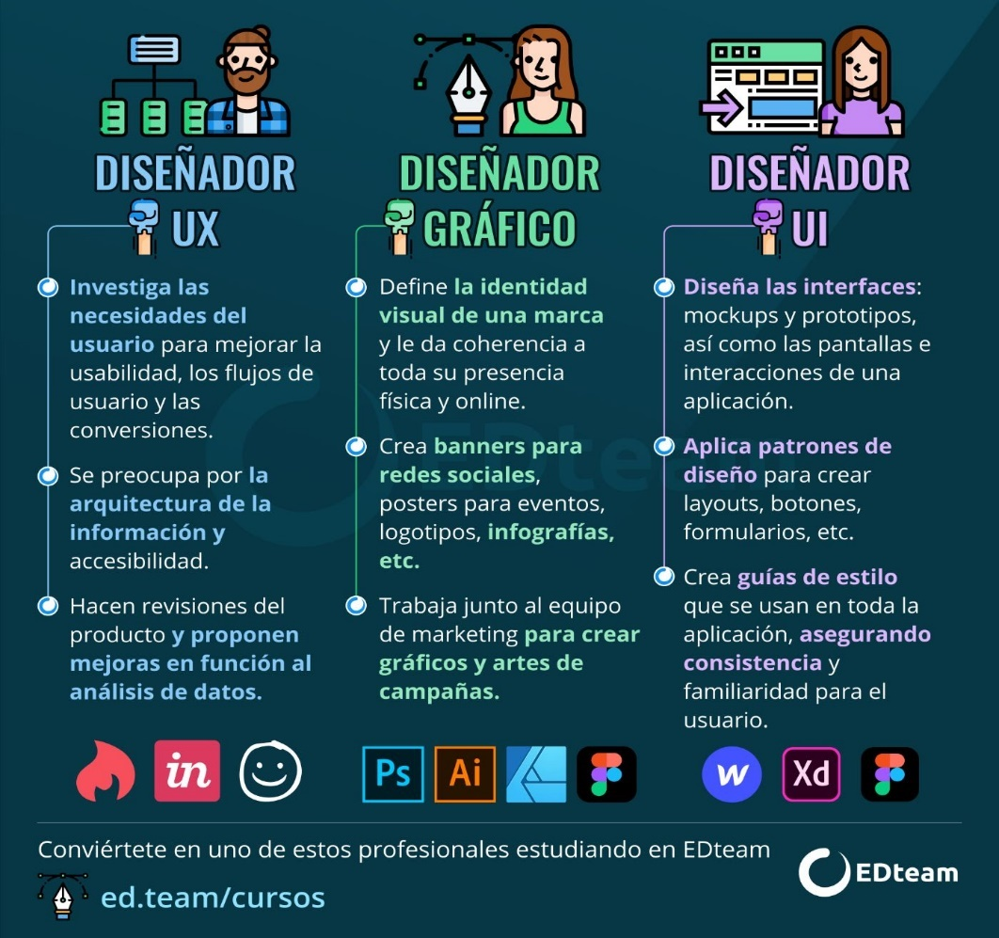 DISEÑADOR
UX
Investiga las
necesidades del
usuario para mejorar la
usabilidad, los flujos de
usuario y las
conversiones.
Se preocupa por la
arquitectura de la
información y
accesibilidad.
Hacen revisiones del
producto y proponen
mejoras en función al
análisis de datos.
in
DISEÑADOR
GRÁFICO
Define la identidad
visual de una marca
y le da coherencia a
toda su presencia
física y online.
Crea banners para
redes sociales,
posters para eventos,
logotipos, infografías,
etc.
Trabaja junto al equipo
de marketing para crear
gráficos y artes de
campañas.
Ps Ai
DISEÑADOR
UI
Diseña las interfaces:
mockups y prototipos,
así como las pantallas e
interacciones de una
aplicación.
Aplica patrones de
diseño para crear
layouts, botones,
formularios, etc.
Crea guías de estilo
que se usan en toda la
aplicación, asegurando
consistencia y
familiaridad para el
usuario.
w Xd
Conviértete en uno de estos profesionales estudiando en EDteam
ed.team/cursos
EDteam
EDteam